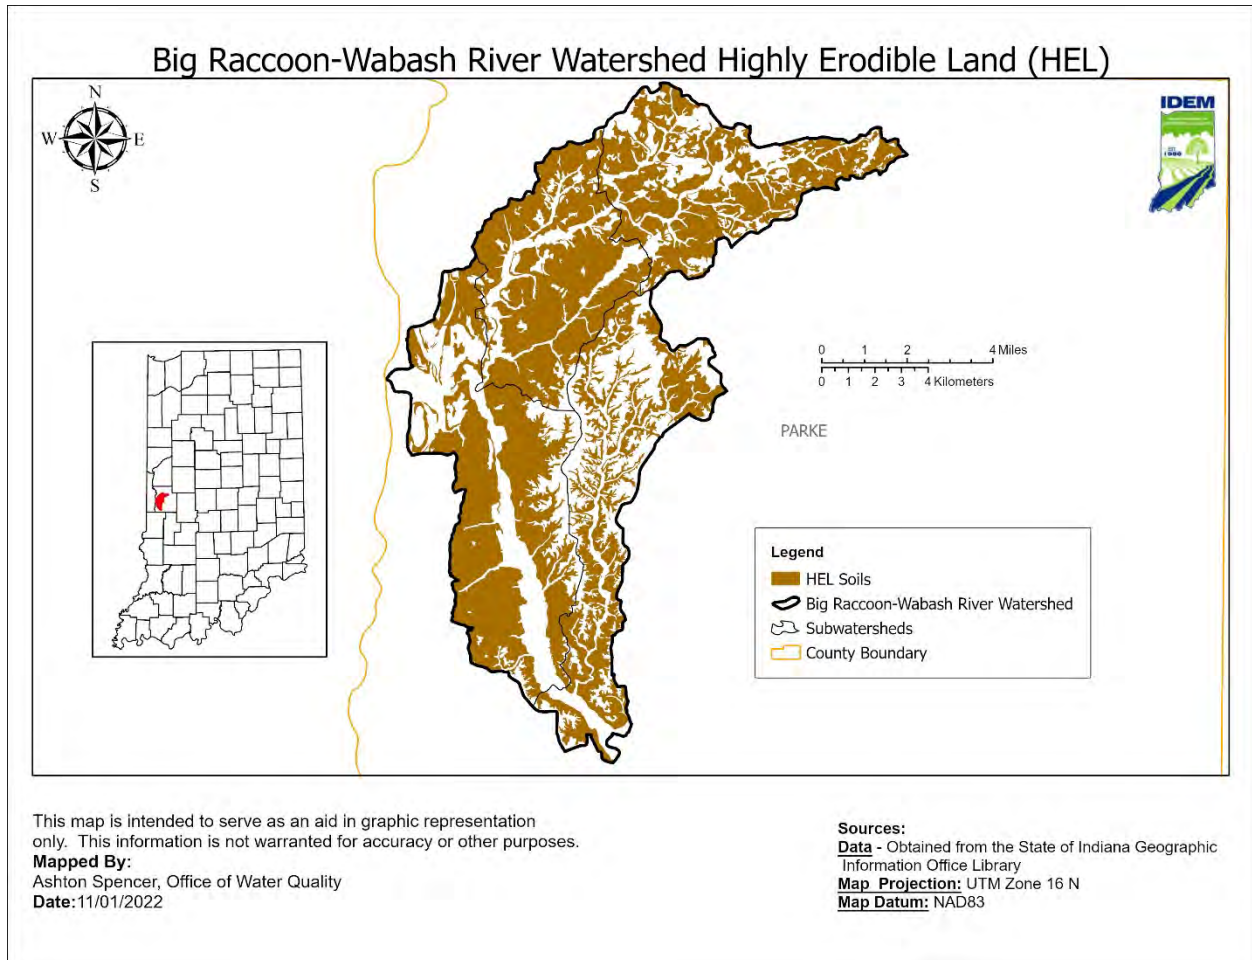 Big Raccoon-Wabash River Watershed Highly Erodible Land (HEL)
N
W
E
S
IDEM
0 1 2 4 Miles
0 1 2 3 4 Kilometers
PARKE
Legend
HEL Soils
Big Raccoon-Wabash River Watershed
Subwatersheds
County Boundary
This map is intended to serve as an aid in graphic representation
only. This information is not warranted for accuracy or other purposes.
Mapped By:
Ashton Spencer, Office of Water Quality
Date:11/01/2022
Sources:
Data - Obtained from the State of Indiana Geographic
Information Office Library
Map Projection: UTM Zone 16 N
Map Datum: NAD83